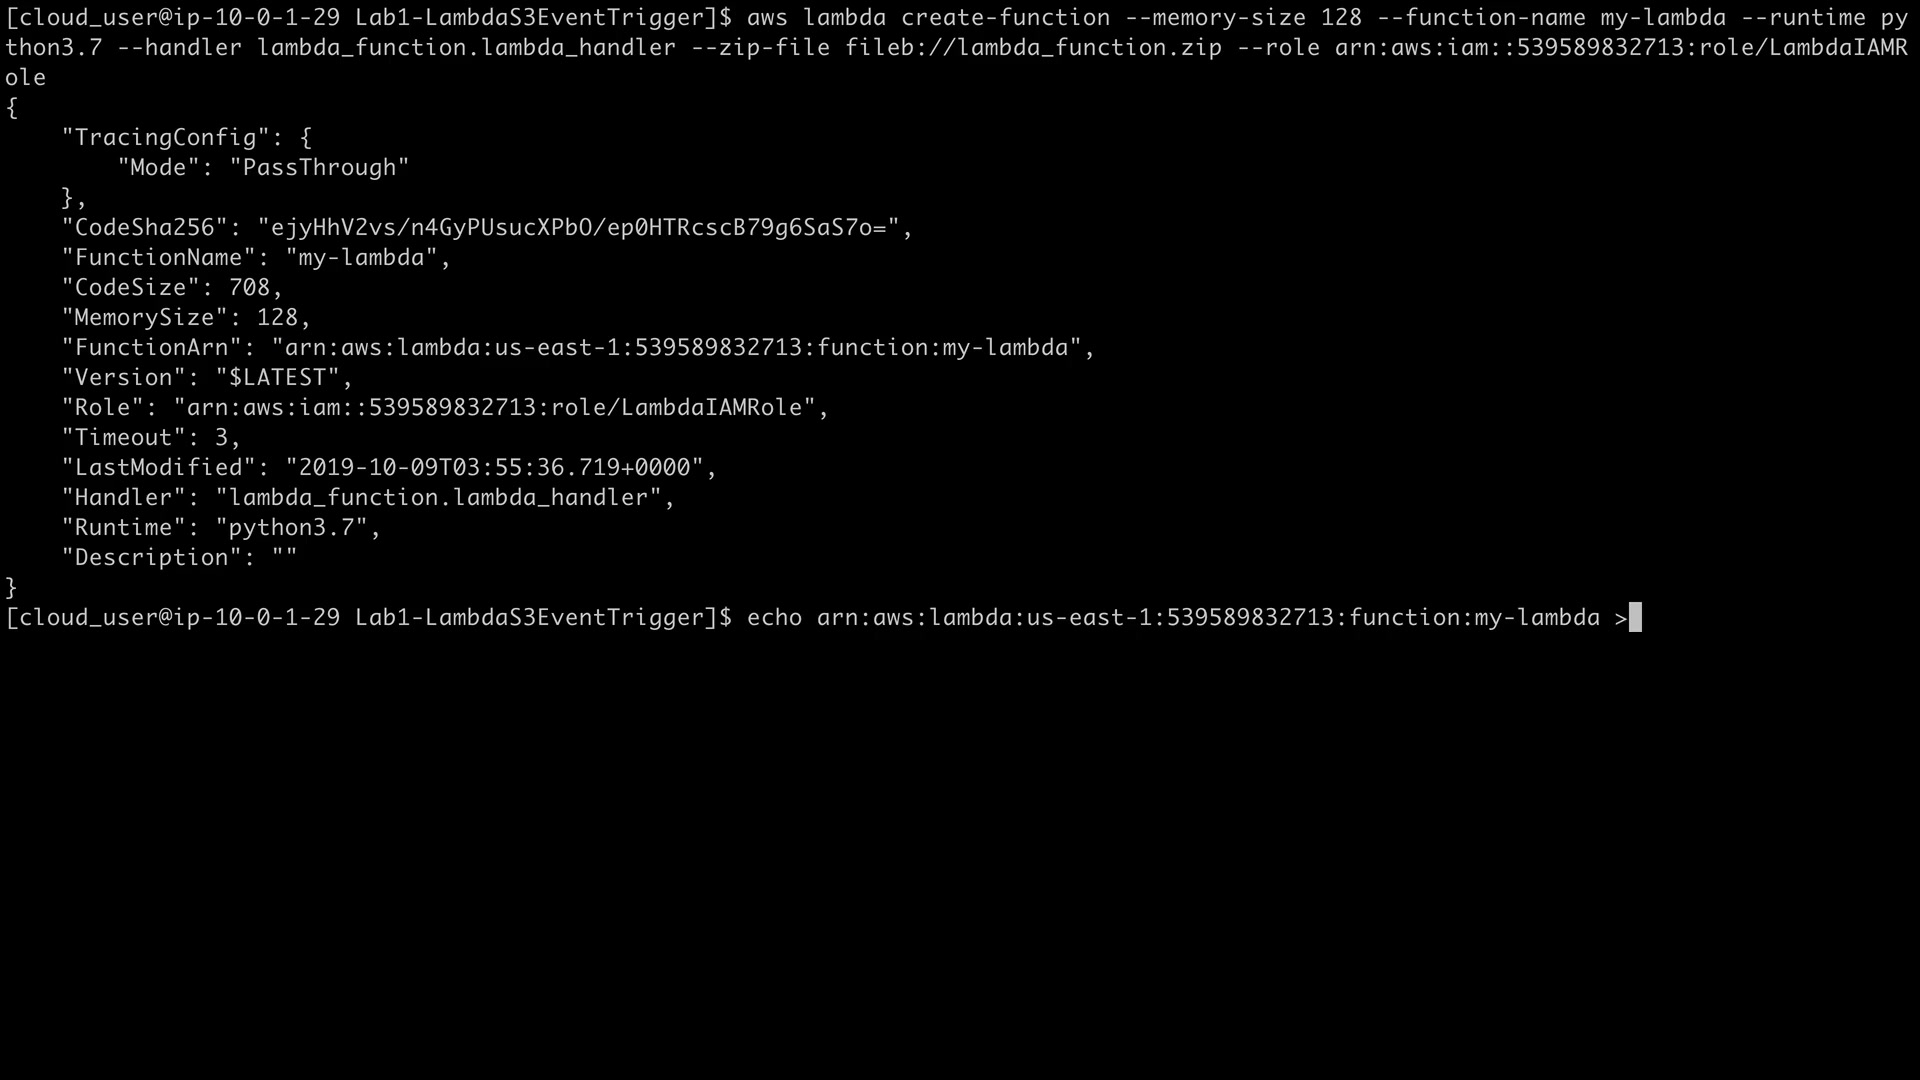 [cloud_user@ip-10-0-1-29 Lab1-LambdaS3EventTrigger]$ aws lambda create-function --memory-size 128 --function-name my-lambda --runtime py
thon3.7 --handler lambda_function.lambda_handler --zip-file fileb://lambda_function.zip --role arn:aws:iam::539589832713:role/LambdaIAMR
ole
{
    "TracingConfig": {
        "Mode": "PassThrough"
    },
    "CodeSha256": "ejyHhV2vs/n4GyPUsucXPbO/ep0HTRcscB79g6SaS7o=",
    "FunctionName": "my-lambda",
    "CodeSize": 708,
    "MemorySize": 128,
    "FunctionArn": "arn:aws:lambda:us-east-1:539589832713:function:my-lambda",
    "Version": "$LATEST",
    "Role": "arn:aws:iam::539589832713:role/LambdaIAMRole",
    "Timeout": 3,
    "LastModified": "2019-10-09T03:55:36.719+0000",
    "Handler": "lambda_function.lambda_handler",
    "Runtime": "python3.7",
    "Description": ""
}
[cloud_user@ip-10-0-1-29 Lab1-LambdaS3EventTrigger]$ echo arn:aws:lambda:us-east-1:539589832713:function:my-lambda >